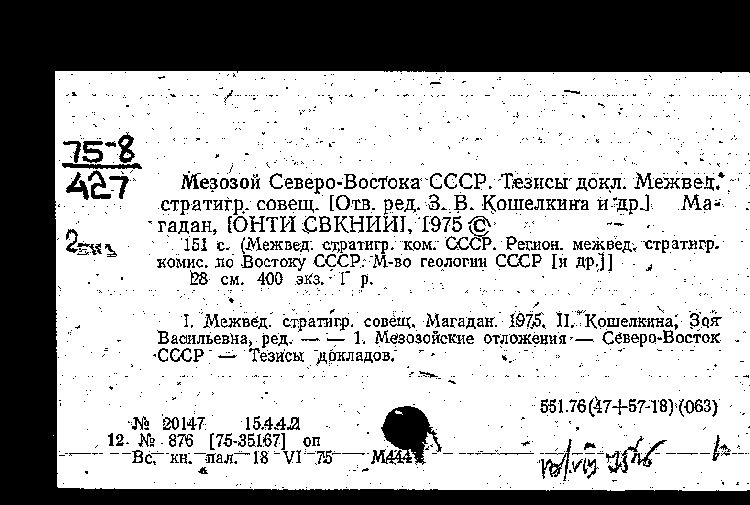 75-8
427
Мезозой Северо-Востока СССР. Тезисы докл. Межвед.
стратигр. совещ. [Отв. ред. З. В. Кошелкина и др.] Ма-
гадан, [ОНТИ СВКНИИ], 1975 ©
151 с. (Межвед. стратигр. ком. СССР. Регион. межвед. стратигр.
комис. по Востоку СССР. М-во геологии СССР [и др.])
28 см. 400 экз. Г р.
I. Межвед. стратигр. совещ. Магадан. 1975. II. Кошелкина, Зоя
Васильевна, ред. — — 1. Мезозойские отложения — Северо-Восток
СССР — Тезисы докладов.
551.76(47+57-18)(063)
№ 20147 15.4.4.2
12 № 876 [75-35167] оп
Вс. кн. пал. 18 VI 75 М444